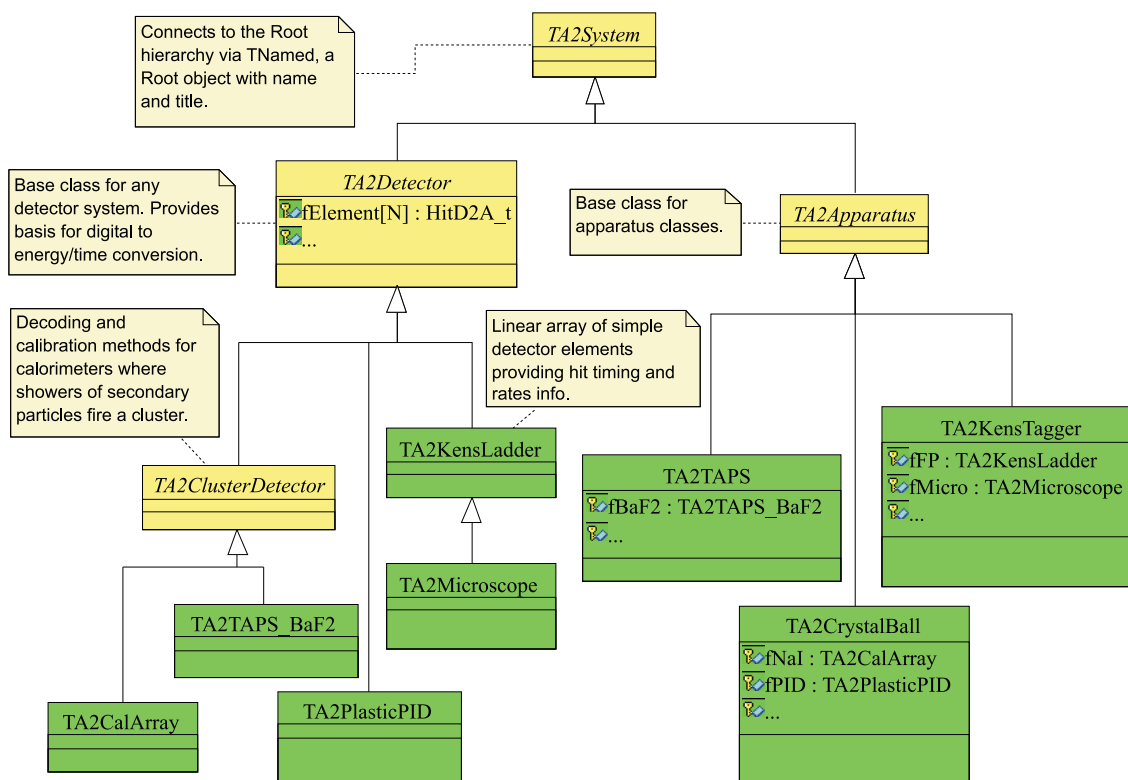 Connects to the Root
hierarchy via TNamed, a
Root object with name
and title.
TA2System
Base class for any
detector system. Provides
basis for digital to
energy/time conversion.
TA2Detector
fElement[N] : HitD2A_t
...
Base class for
apparatus classes.
TA2Apparatus
Decoding and
calibration methods for
calorimeters where
showers of secondary
particles fire a cluster.
Linear array of simple
detector elements
providing hit timing and
rates info.
TA2KensLadder
TA2ClusterDetector
TA2Microscope
TA2TAPS_BaF2
TA2CalArray
TA2PlasticPID
TA2TAPS
fBaF2 : TA2TAPS_BaF2
...
TA2KensTagger
fFP : TA2KensLadder
fMicro : TA2Microscope
...
TA2CrystalBall
fNaI : TA2CalArray
fPID : TA2PlasticPID
...